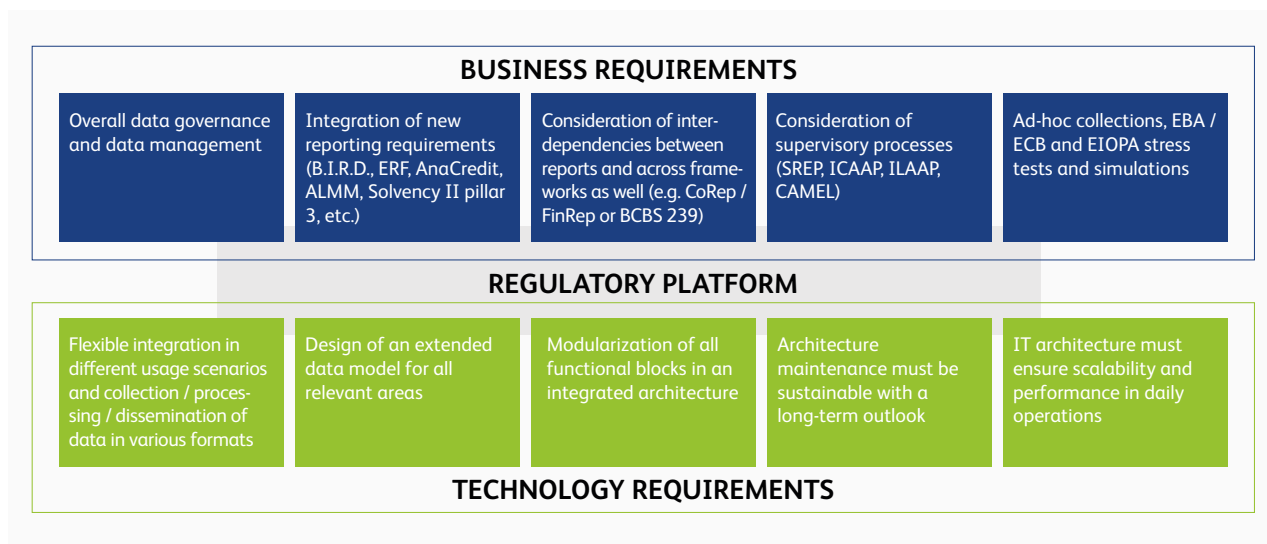 BUSINESS REQUIREMENTS
Overall data governance
and data management
Integration of new
reporting requirements
(B.I.R.D., ERF, AnaCredit,
ALMM, Solvency II pillar
3, etc.)
Consideration of inter-
dependencies between
reports and across frame-
works as well (e.g. CoRep /
FinRep or BCBS 239)
Consideration of
supervisory processes
(SREP, ICAAP, ILAAP,
CAMEL)
Ad-hoc collections, EBA /
ECB and EIOPA stress
tests and simulations
REGULATORY PLATFORM
Flexible integration in
different usage scenarios
and collection / proces-
sing / dissemination of
data in various formats
Design of an extended
data model for all
relevant areas
Modularization of all
functional blocks in an
integrated architecture
Architecture
maintenance must be
sustainable with a
long-term outlook
IT architecture must
ensure scalability and
performance in daily
operations
TECHNOLOGY REQUIREMENTS